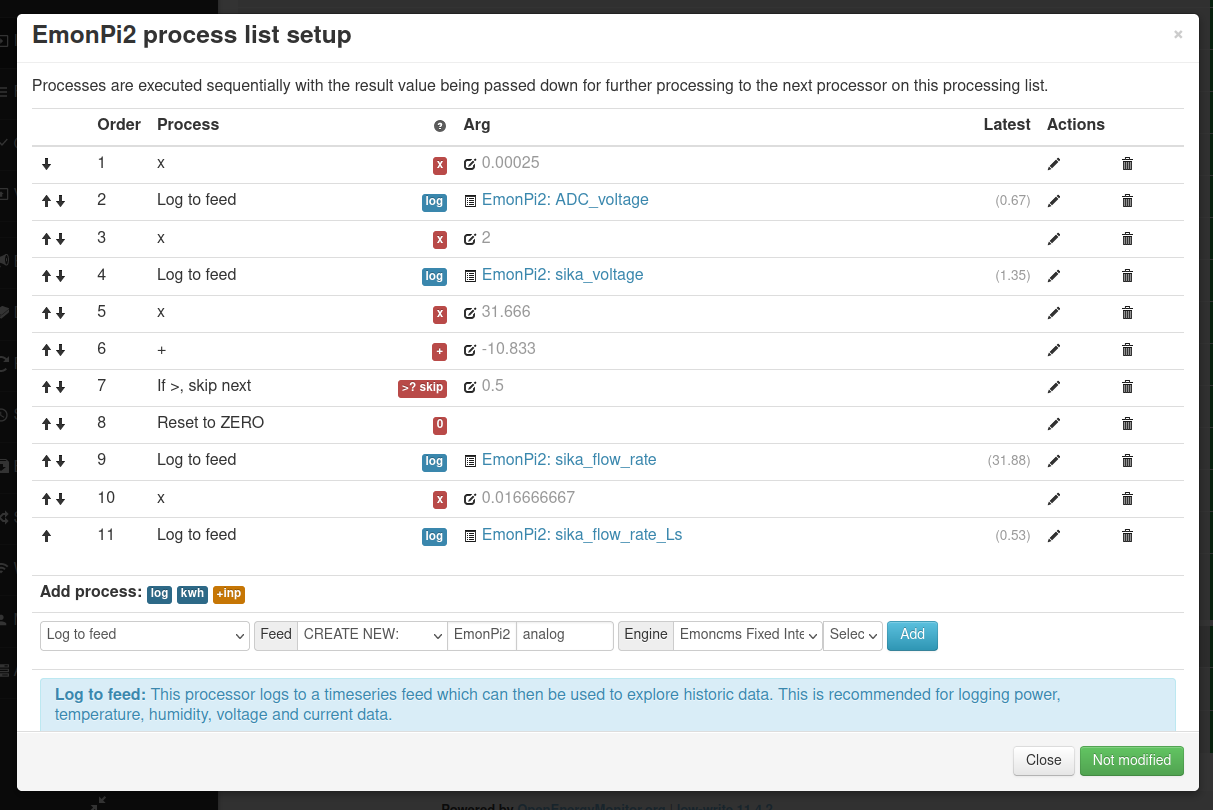 EmonPi2 process list setup ×
Processes are executed sequentially with the result value being passed down for further processing to the next processor on this processing list.
Order Process ? Arg Latest Actions
1 x x 0.00025
2 Log to feed log EmonPi2: ADC_voltage (0.67)
3 x x 2
4 Log to feed log EmonPi2: sika_voltage (1.35)
5 x x 31.666
6 + + -10.833
7 If >, skip next >? skip 0.5
8 Reset to ZERO 0
9 Log to feed log EmonPi2: sika_flow_rate (31.88)
10 x x 0.016666667
11 Log to feed log EmonPi2: sika_flow_rate_Ls (0.53)
Add process: log kwh +inp
Log to feed Feed CREATE NEW: EmonPi2 analog Engine Emoncms Fixed Inte Selec Add
Log to feed: This processor logs to a timeseries feed which can then be used to explore historic data. This is recommended for logging power,
temperature, humidity, voltage and current data.
Close Not modified
Powered by OpenEnergyMonitor.org